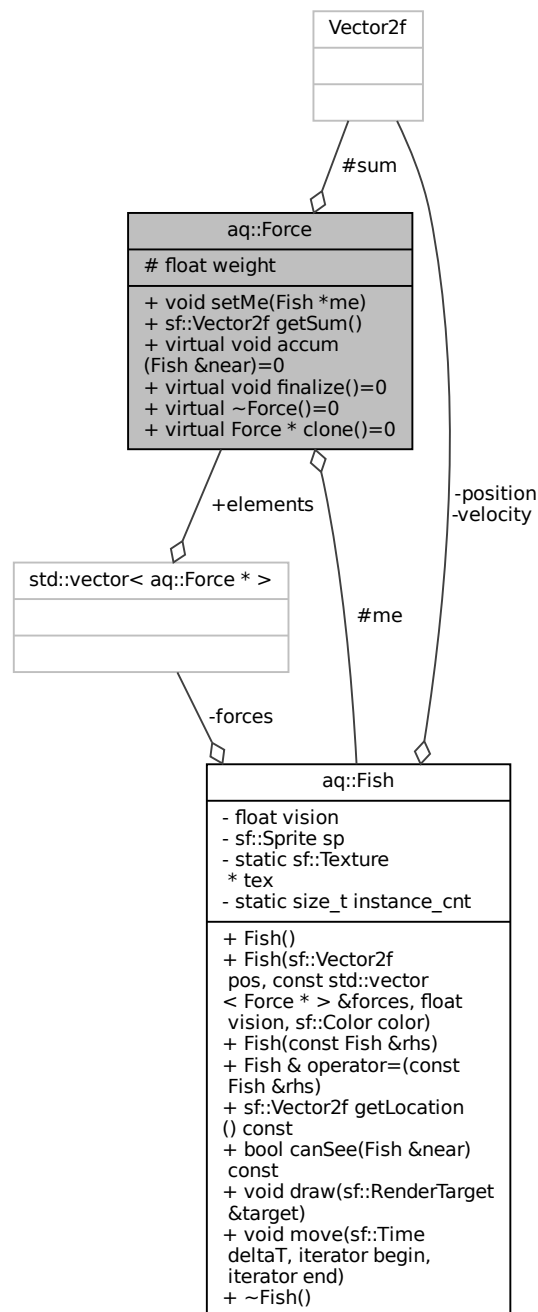 Vector2f
#sum
aq::Force
# float weight
+ void setMe(Fish *me)
+ sf::Vector2f getSum()
+ virtual void accum
(Fish &near)=0
+ virtual void finalize()=0
+ virtual ~Force()=0
+ virtual Force * clone()=0
+elements
-position
-velocity
std::vector< aq::Force * >
#me
-forces
aq::Fish
- float vision
- sf::Sprite sp
- static sf::Texture
* tex
- static size_t instance_cnt
+ Fish()
+ Fish(sf::Vector2f
pos, const std::vector
< Force * > &forces, float
vision, sf::Color color)
+ Fish(const Fish &rhs)
+ Fish & operator=(const
Fish &rhs)
+ sf::Vector2f getLocation
() const
+ bool canSee(Fish &near)
const
+ void draw(sf::RenderTarget
&target)
+ void move(sf::Time
deltaT, iterator begin,
iterator end)
+ ~Fish()